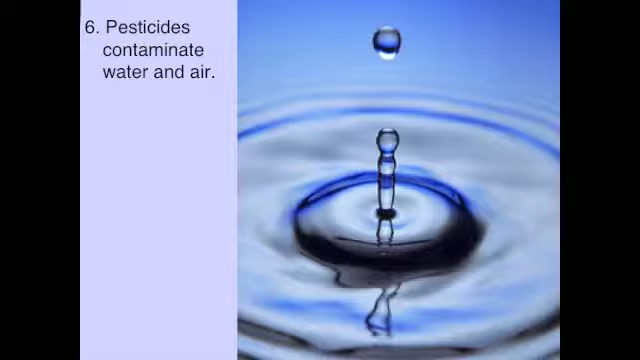 6. Pesticides
contaminate
water and air.